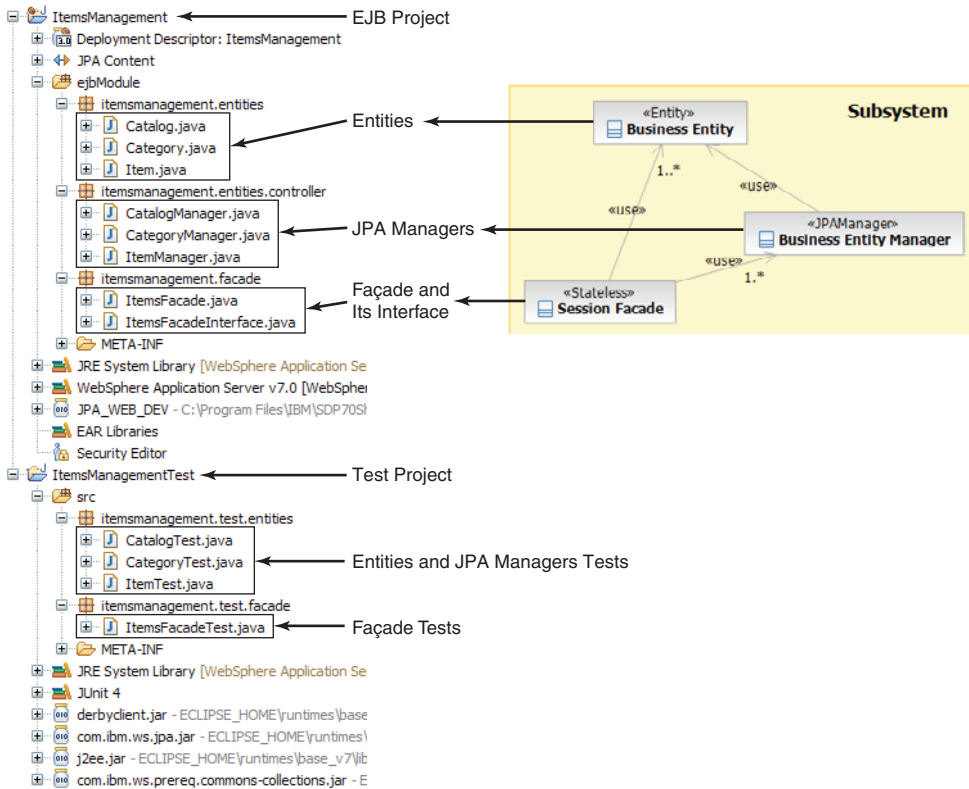 ItemsManagement
EJB Project
Deployment Descriptor: ItemsManagement
JPA Content
ejbModule
itemsmanagement.entities
Catalog.java
Category.java
Item.java
Entities
itemsmanagement.entities.controller
CatalogManager.java
CategoryManager.java
ItemManager.java
JPA Managers
itemsmanagement.facade
ItemsFacade.java
ItemsFacadeInterface.java
Façade and
Its Interface
META-INF
JRE System Library [WebSphere Application Se
WebSphere Application Server v7.0 [WebSpher
JPA_WEB_DEV - C:\Program Files\IBM\SDP70Sh
EAR Libraries
Security Editor
Subsystem
«Entity»
Business Entity
1..*
«use»
«use»
«JPAManager»
Business Entity Manager
«use»
1.*
«Stateless»
Session Facade
ItemsManagementTest
Test Project
src
itemsmanagement.test.entities
CatalogTest.java
CategoryTest.java
ItemTest.java
Entities and JPA Managers Tests
itemsmanagement.test.facade
ItemsFacadeTest.java
Façade Tests
META-INF
JRE System Library [WebSphere Application Se
JUnit 4
derbyclient.jar - ECLIPSE_HOME\runtimes\base
com.ibm.ws.jpa.jar - ECLIPSE_HOME\runtimes\
j2ee.jar - ECLIPSE_HOME\runtimes\base_v7\lib
com.ibm.ws.prereq.commons-collections.jar - E